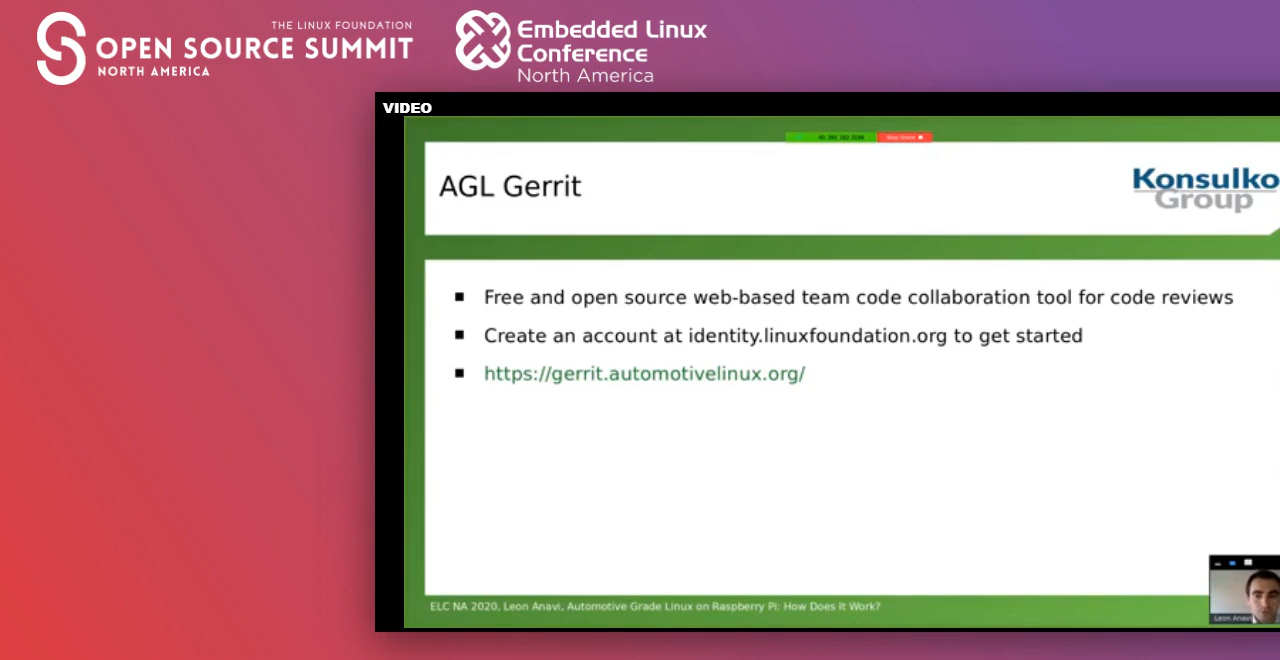 THE LINUX FOUNDATION
OPEN SOURCE SUMMIT
NORTH AMERICA
Embedded Linux
Conference
North America
VIDEO
AGL Gerrit
Konsulko
Group
■ Free and open source web-based team code collaboration tool for code reviews
■ Create an account at identity.linuxfoundation.org to get started
■ https://gerrit.automotivelinux.org/
ELC NA 2020, Leon Anavi, Automotive Grade Linux on Raspberry Pi: How Does It Work?
Leon Anavi